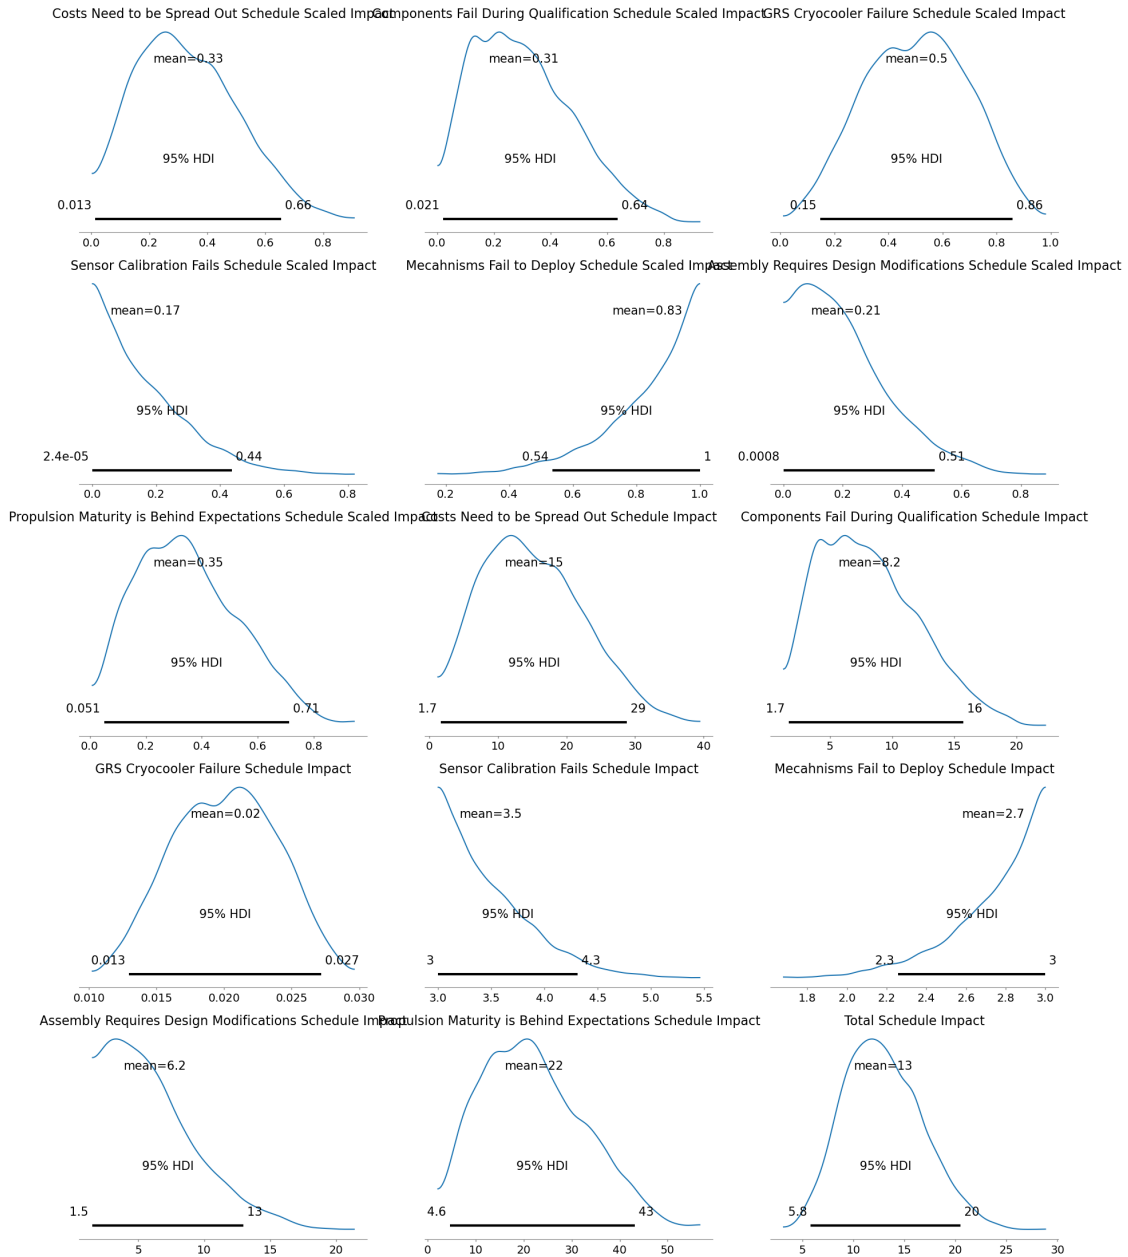 Costs Need to be Spread Out Schedule Scaled Impact
Components Fail During Qualification Schedule Scaled Impact
GRS Cryocooler Failure Schedule Scaled Impact
mean=0.33
mean=0.31
mean=0.5
95% HDI
95% HDI
95% HDI
0.013
0.66
0.021
0.64
0.15
0.86
0.0 0.2 0.4 0.6 0.8
0.0 0.2 0.4 0.6 0.8
0.0 0.2 0.4 0.6 0.8 1.0
Sensor Calibration Fails Schedule Scaled Impact
Mecahnisms Fail to Deploy Schedule Scaled Impact
Assembly Requires Design Modifications Schedule Scaled Impact
mean=0.17
mean=0.83
mean=0.21
95% HDI
95% HDI
95% HDI
2.4e-05
0.44
0.54
1
0.0008
0.51
0.0 0.2 0.4 0.6 0.8
0.2 0.4 0.6 0.8 1.0
0.0 0.2 0.4 0.6 0.8
Propulsion Maturity is Behind Expectations Schedule Scaled Impact
Costs Need to be Spread Out Schedule Impact
Components Fail During Qualification Schedule Impact
mean=0.35
mean=15
mean=8.2
95% HDI
95% HDI
95% HDI
0.051
0.71
1.7
29
1.7
16
0.0 0.2 0.4 0.6 0.8
0 10 20 30 40
5 10 15 20
GRS Cryocooler Failure Schedule Impact
Sensor Calibration Fails Schedule Impact
Mecahnisms Fail to Deploy Schedule Impact
mean=0.02
mean=3.5
mean=2.7
95% HDI
95% HDI
95% HDI
0.013
0.027
3
4.3
2.3
3
0.010 0.015 0.020 0.025 0.030
3.0 3.5 4.0 4.5 5.0 5.5
1.8 2.0 2.2 2.4 2.6 2.8 3.0
Assembly Requires Design Modifications Schedule Impact
Propulsion Maturity is Behind Expectations Schedule Impact
Total Schedule Impact
mean=6.2
mean=22
mean=13
95% HDI
95% HDI
95% HDI
1.5
13
4.6
43
5.8
20
5 10 15 20
0 10 20 30 40 50
5 10 15 20 25 30